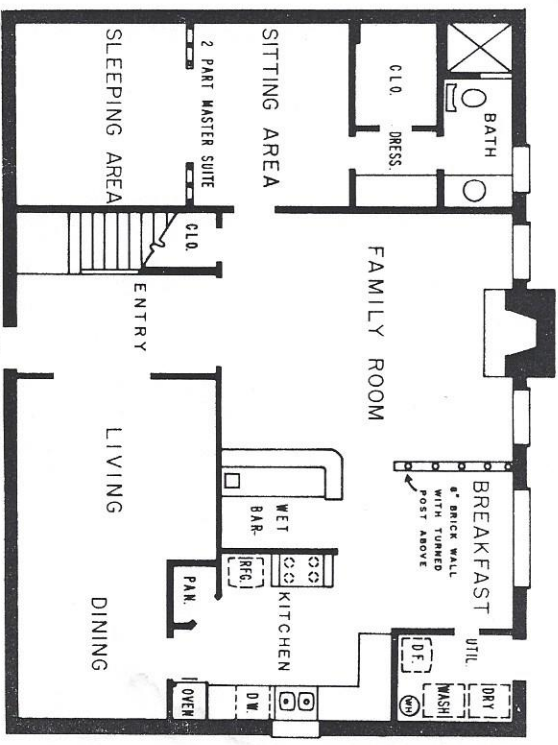 BATH
CLO.
DRESS.
SITTING AREA
2 PART MASTER SUITE
SLEEPING AREA
CLO.
FAMILY ROOM
ENTRY
BREAKFAST
8" BRICK WALL
WITH TURNED
POST ABOVE
WET
BAR-
LIVING
UTIL.
D.F.
WASH
DRY
WH
KITCHEN
RFG.
PAN.
DINING
OVEN
D.W.